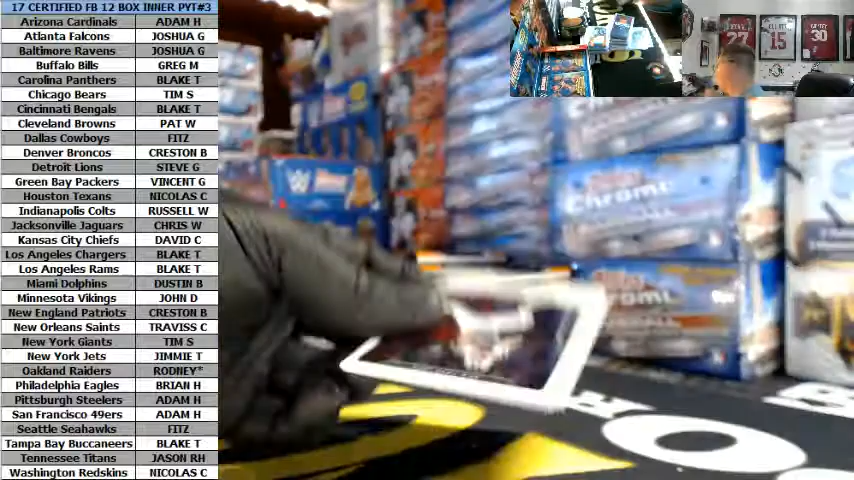 17 CERTIFIED FB 12 BOX INNER PYT#3
Arizona Cardinals ADAM H
Atlanta Falcons JOSHUA G
Baltimore Ravens JOSHUA G
Buffalo Bills GREG M
Carolina Panthers BLAKE T
Chicago Bears TIM S
Cincinnati Bengals BLAKE T
Cleveland Browns PAT W
Dallas Cowboys FITZ
Denver Broncos CRESTON B
Detroit Lions STEVE G
Green Bay Packers VINCENT G
Houston Texans NICOLAS C
Indianapolis Colts RUSSELL W
Jacksonville Jaguars CHRIS W
Kansas City Chiefs DAVID C
Los Angeles Chargers BLAKE T
Los Angeles Rams BLAKE T
Miami Dolphins DUSTIN B
Minnesota Vikings JOHN D
New England Patriots CRESTON B
New Orleans Saints TRAVISS C
New York Giants TIM S
New York Jets JIMMIE T
Oakland Raiders RODNEY*
Philadelphia Eagles BRIAN H
Pittsburgh Steelers ADAM H
San Francisco 49ers ADAM H
Seattle Seahawks FITZ
Tampa Bay Buccaneers BLAKE T
Tennessee Titans JASON RH
Washington Redskins NICOLAS C
27
15
30
Chrome